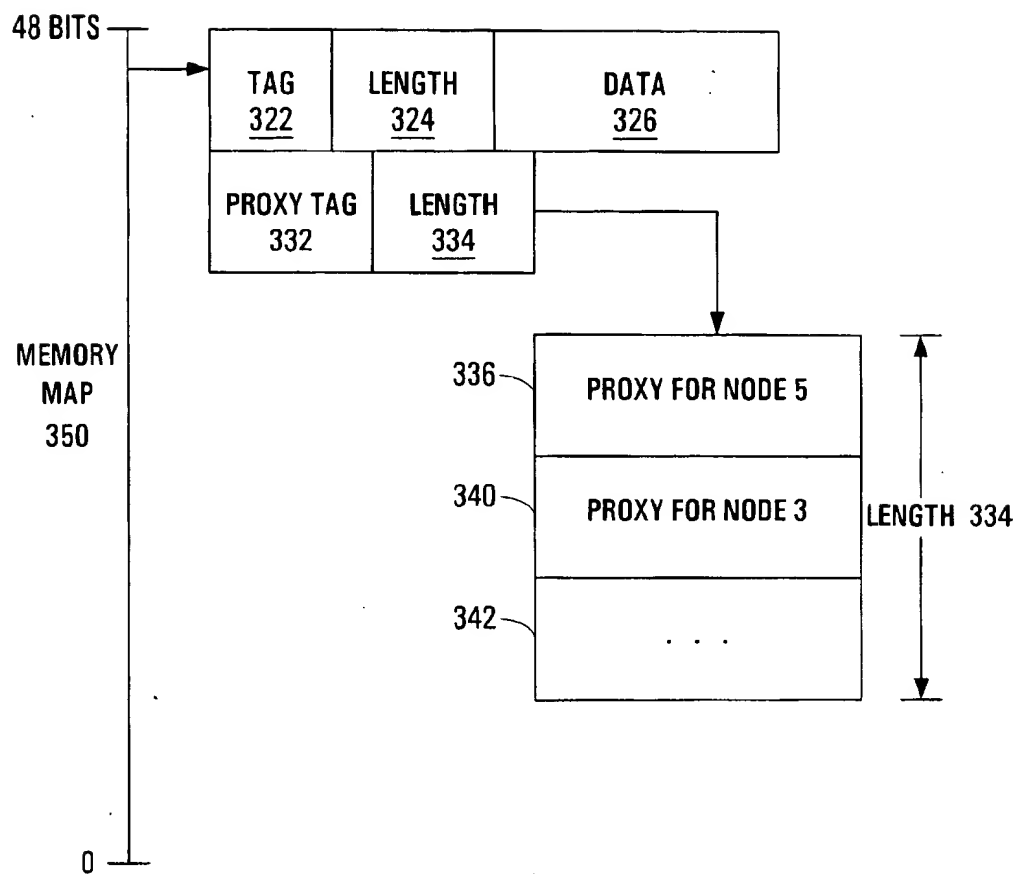 48 BITS
TAG
322
LENGTH
324
DATA
326
PROXY TAG
332
LENGTH
334
MEMORY
MAP
350
336
PROXY FOR NODE 5
340
PROXY FOR NODE 3
LENGTH 334
342
. . .
0